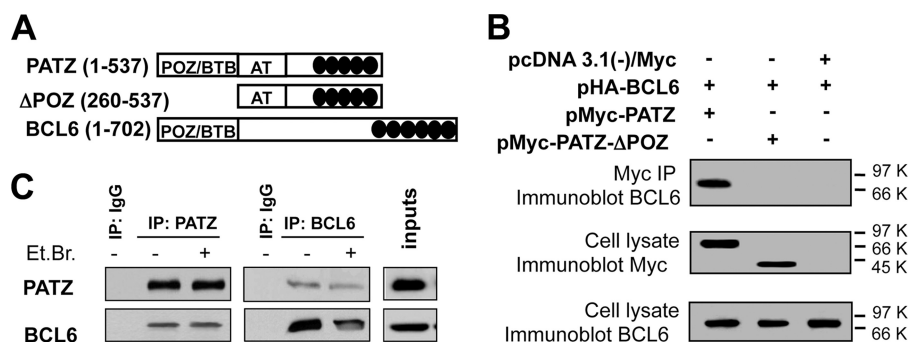 A
PATZ (1-537) POZ/BTB AT
ΔPOZ (260-537) AT
BCL6 (1-702) POZ/BTB
B
pcDNA 3.1(-)/Myc - - +
pHA-BCL6 + + +
pMyc-PATZ + - -
pMyc-PATZ-ΔPOZ - + -
Myc IP
Immunoblot BCL6
97 K
66 K
Cell lysate
Immunoblot Myc
97 K
66 K
45 K
Cell lysate
Immunoblot BCL6
97 K
66 K
C
IP: IgG IP: PATZ IP: IgG IP: BCL6 inputs
Et.Br. - - + - - +
PATZ
BCL6